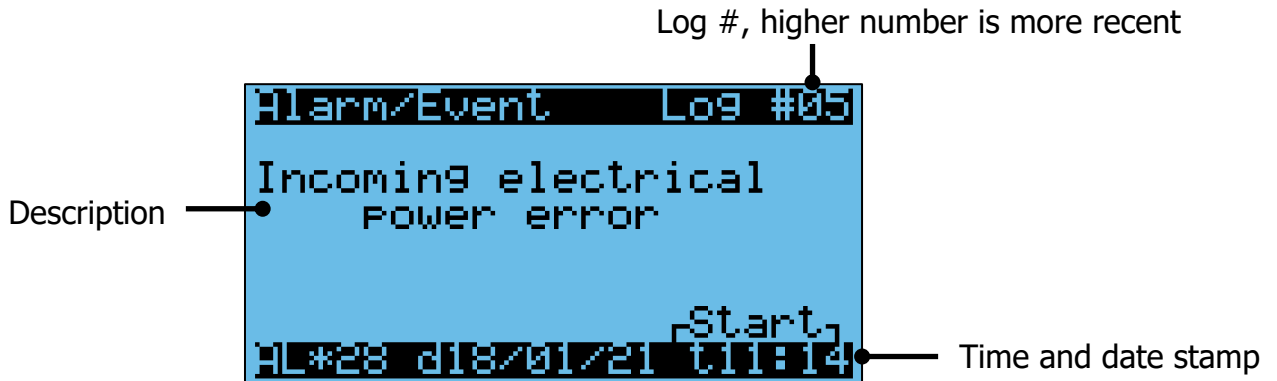 Log #, higher number is more recent
Alarm/Event Log #05
Incoming electrical
Description
power error
Start
AL*28 d18/01/21 t11:14
Time and date stamp